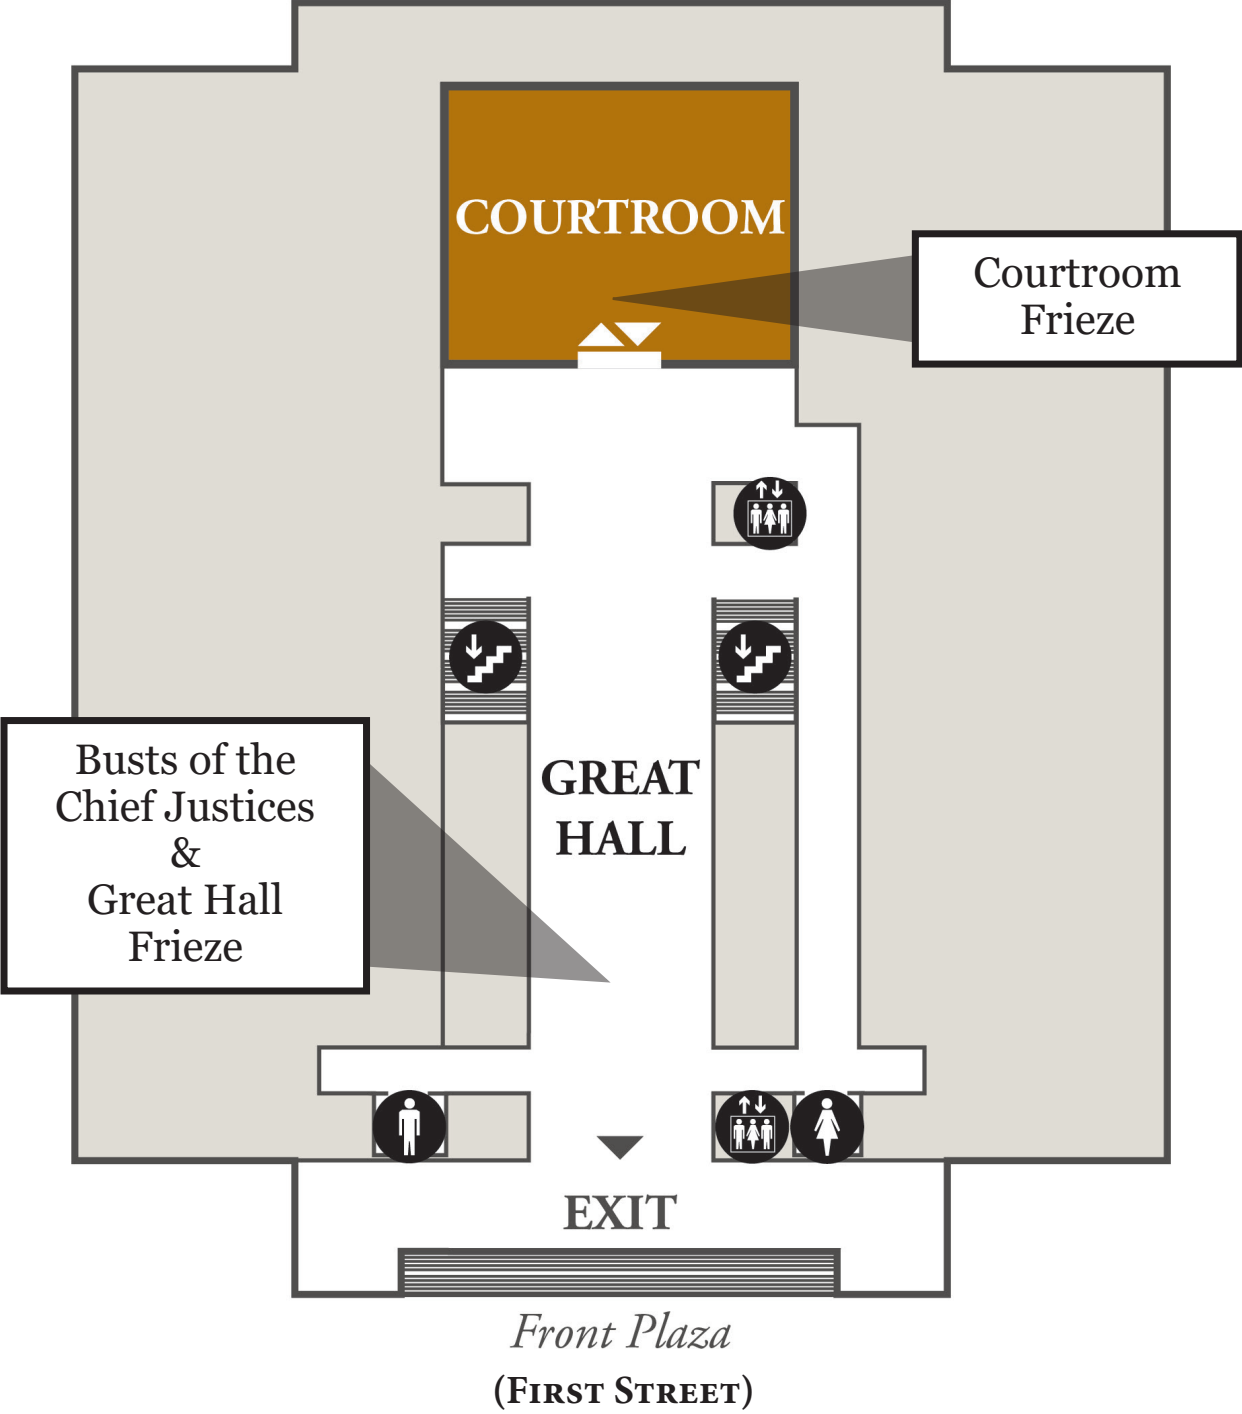 COURTROOM
Courtroom
Frieze
Busts of the
Chief Justices
&
Great Hall
Frieze
GREAT
HALL
EXIT
Front Plaza
(FIRST STREET)